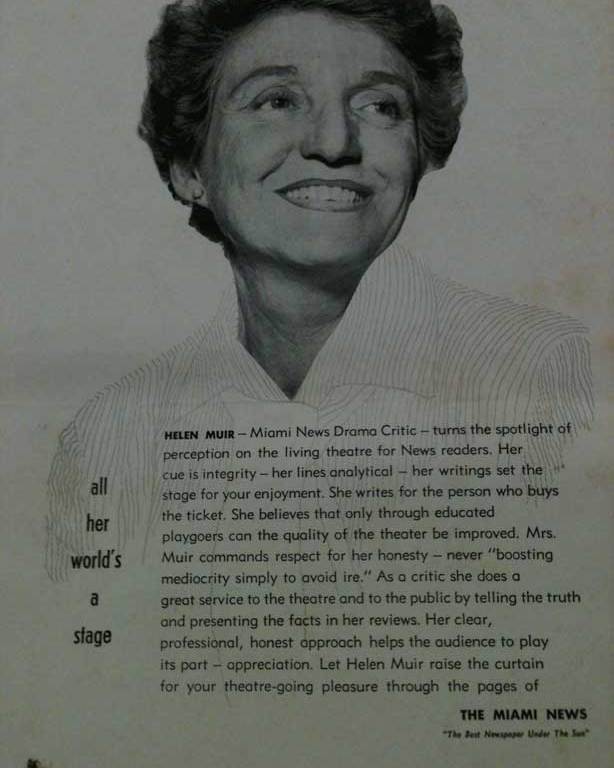 HELEN MUIR – Miami News Drama Critic – turns the spotlight of
perception on the living theatre for News readers. Her
cue is integrity – her lines analytical – her writings set the
stage for your enjoyment. She writes for the person who buys
the ticket. She believes that only through educated
playgoers can the quality of the theater be improved. Mrs.
Muir commands respect for her honesty – never "boosting
mediocrity simply to avoid ire." As a critic she does a
great service to the theatre and to the public by telling the truth
and presenting the facts in her reviews. Her clear,
professional, honest approach helps the audience to play
its part – appreciation. Let Helen Muir raise the curtain
for your theatre-going pleasure through the pages of
THE MIAMI NEWS
"The Best Newspaper Under The Sun"
all
her
world's
a
stage